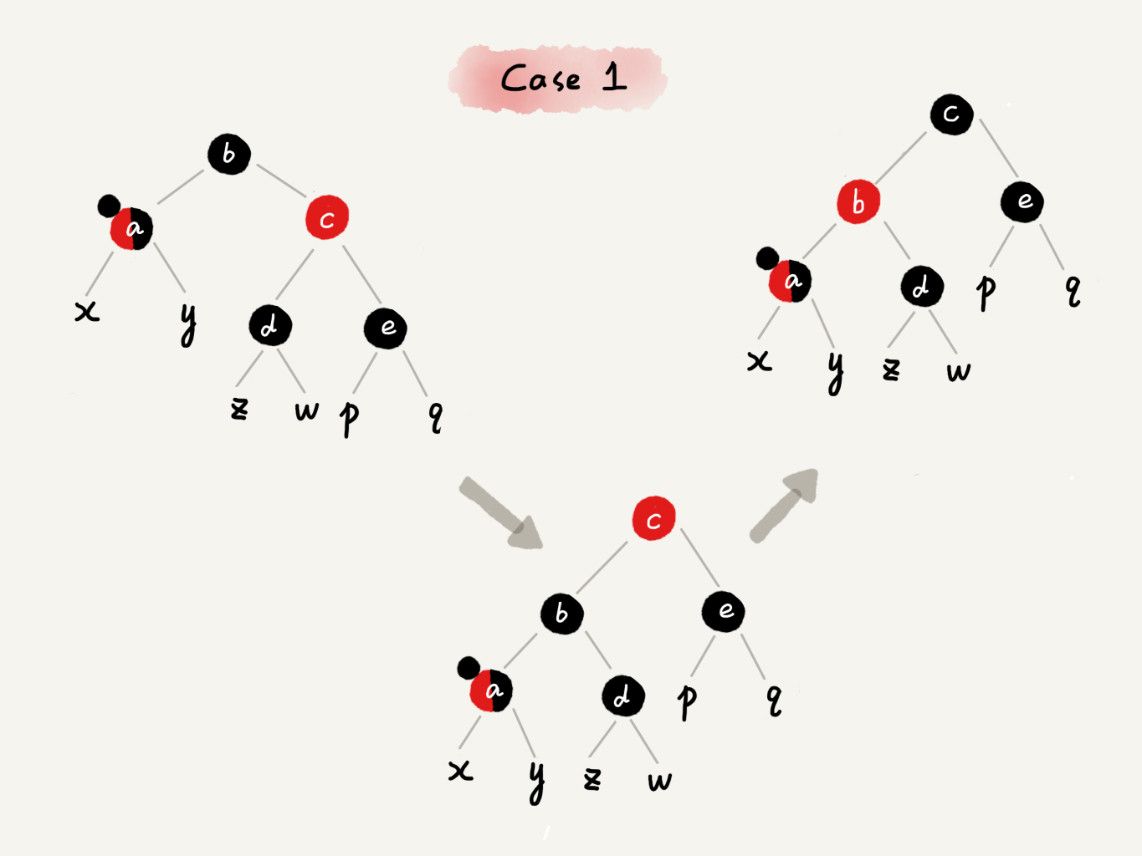 Case 1
b
a c
x y d e
z w p q
c
b e
a d p q
x y z w
c
b e
a d p q
x y z w